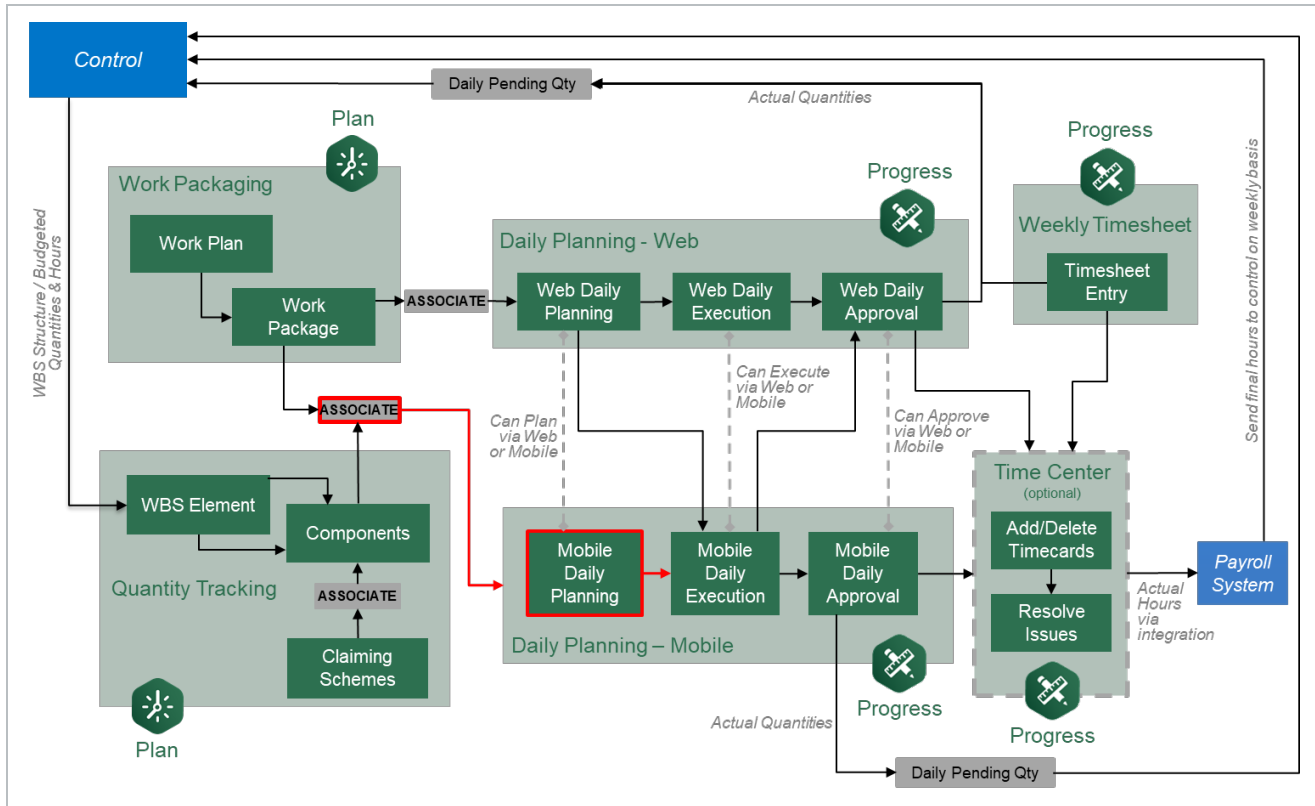 Control
Daily Pending Qty
Actual Quantities
Plan
Progress
Progress
Work Packaging
Weekly Timesheet
WBS Structure / Budgeted
Quantities & Hours
Send final hours to control on weekly basis
Work Plan
Daily Planning - Web
Timesheet
Entry
Work
Package
ASSOCIATE
Web Daily
Planning
Web Daily
Execution
Web Daily
Approval
Can Plan
via Web
or Mobile
Can Execute
via Web or
Mobile
Can Approve
via Web or
Mobile
ASSOCIATE
WBS Element
Components
ASSOCIATE
Quantity Tracking
Claiming
Schemes
Plan
Mobile
Daily
Planning
Mobile
Daily
Execution
Mobile
Daily
Approval
Daily Planning – Mobile
Progress
Time Center
(optional)
Add/Delete
Timecards
Resolve
Issues
Progress
Actual
Hours
via
integration
Payroll
System
Actual Quantities
Daily Pending Qty